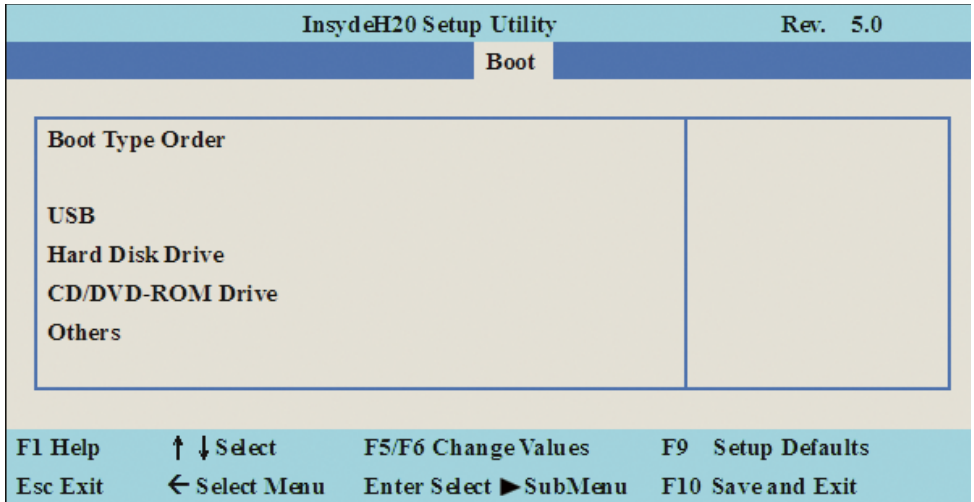 InsydeH20 Setup Utility Rev. 5.0
Boot
Boot Type Order
USB
Hard Disk Drive
CD/DVD-ROM Drive
Others
F1 Help ↑ ↓ Select F5/F6 Change Values F9 Setup Defaults
Esc Exit ← Select Menu Enter Select ▶ SubMenu F10 Save and Exit